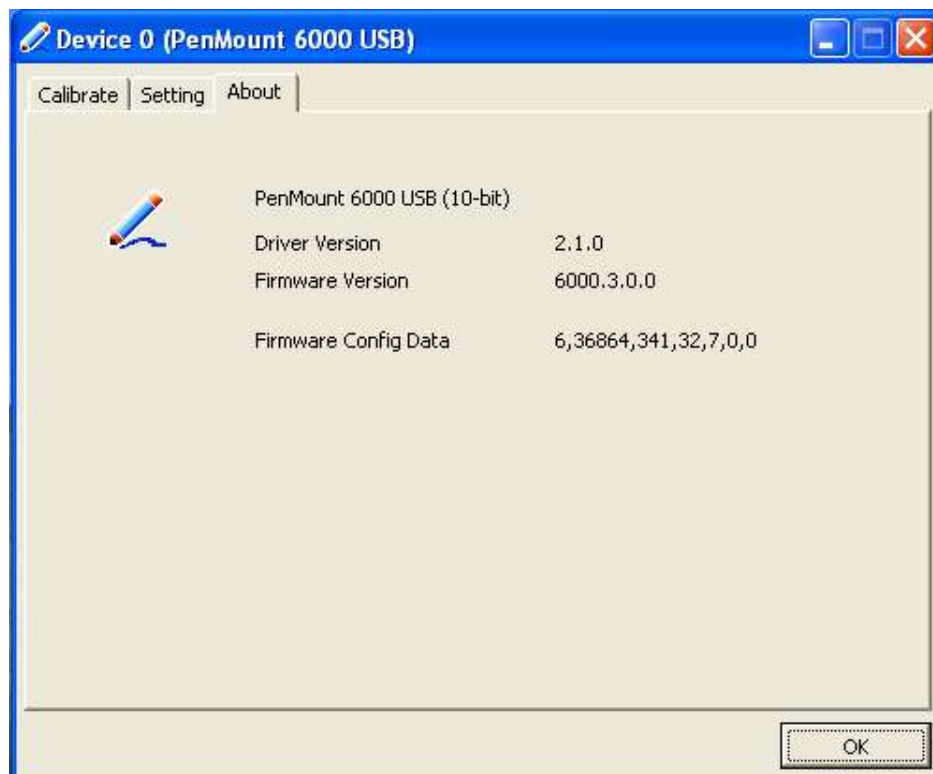 Device 0 (PenMount 6000 USB)
Calibrate Setting About
PenMount 6000 USB (10-bit)
Driver Version 2.1.0
Firmware Version 6000.3.0.0
Firmware Config Data 6,36864,341,32,7,0,0
OK